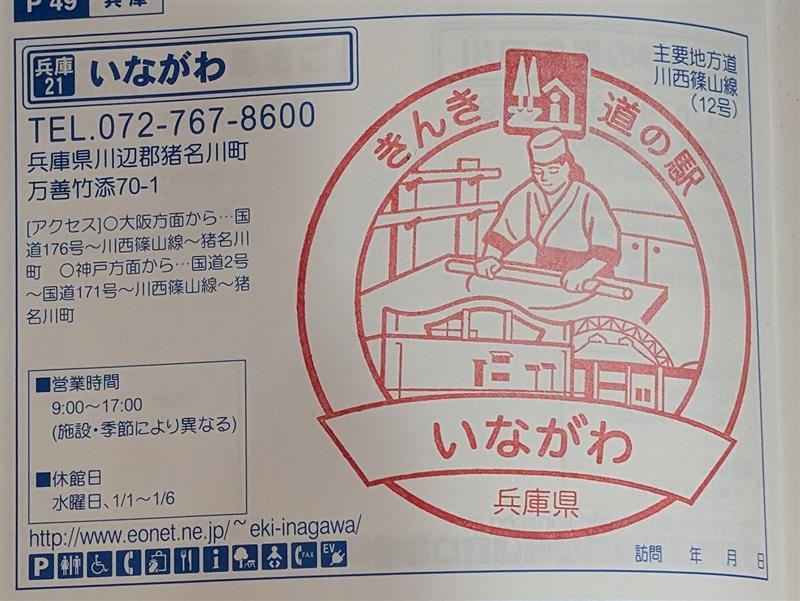 P 49 兵庫
兵庫
21
いながわ
TEL.072-767-8600
兵庫県川辺郡猪名川町
万善竹添70-1
[アクセス]○大阪方面から…国
道176号〜川西篠山線〜猪名川
町 ○神戸方面から…国道2号
〜国道171号〜川西篠山線〜猪
名川町
■営業時間
9:00〜17:00
(施設・季節により異なる)
■休館日
水曜日、1/1〜1/6
http://www.eonet.ne.jp/~eki-inagawa/
P
i
FAX
EV
主要地方道
川西篠山線
(12号)
きんき 道の駅
いながわ
兵庫県
訪問 年 月 日